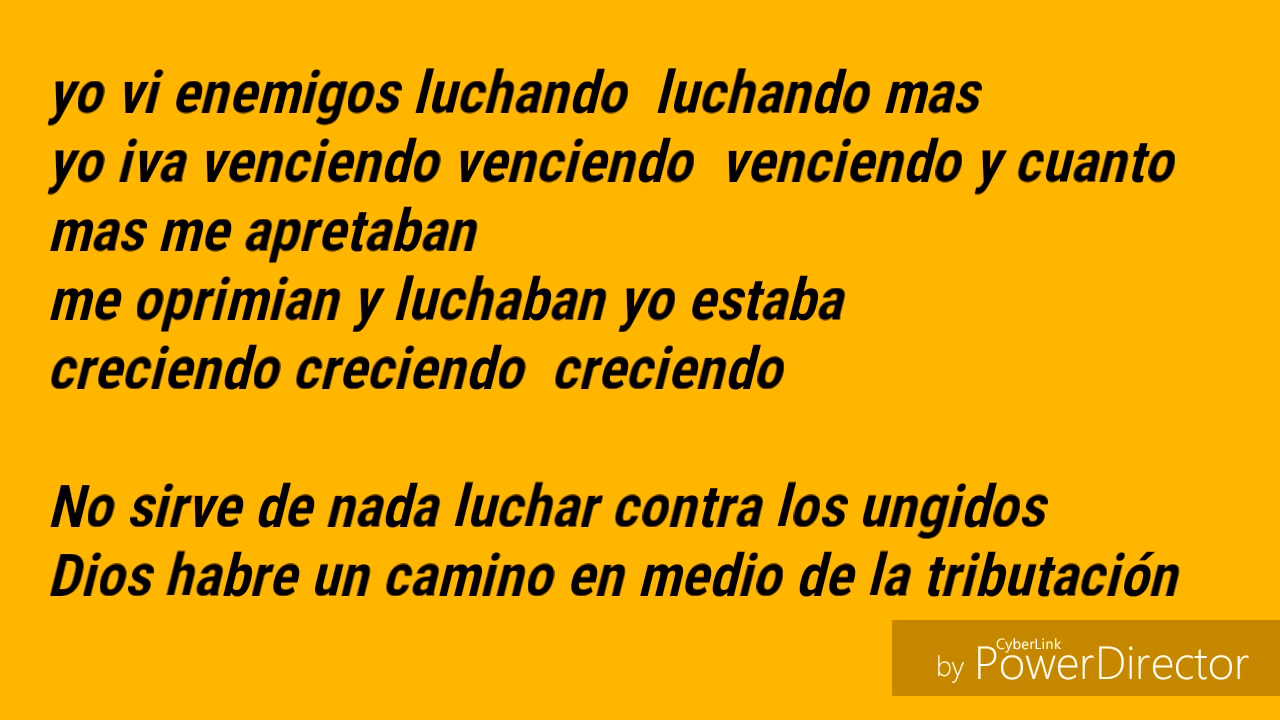 yo vi enemigos luchando  luchando mas
yo iva venciendo venciendo  venciendo y cuanto
mas me apretaban
me oprimian y luchaban yo estaba
creciendo creciendo  creciendo
No sirve de nada luchar contra los ungidos
Dios habre un camino en medio de la tributación
CyberLink
by PowerDirector